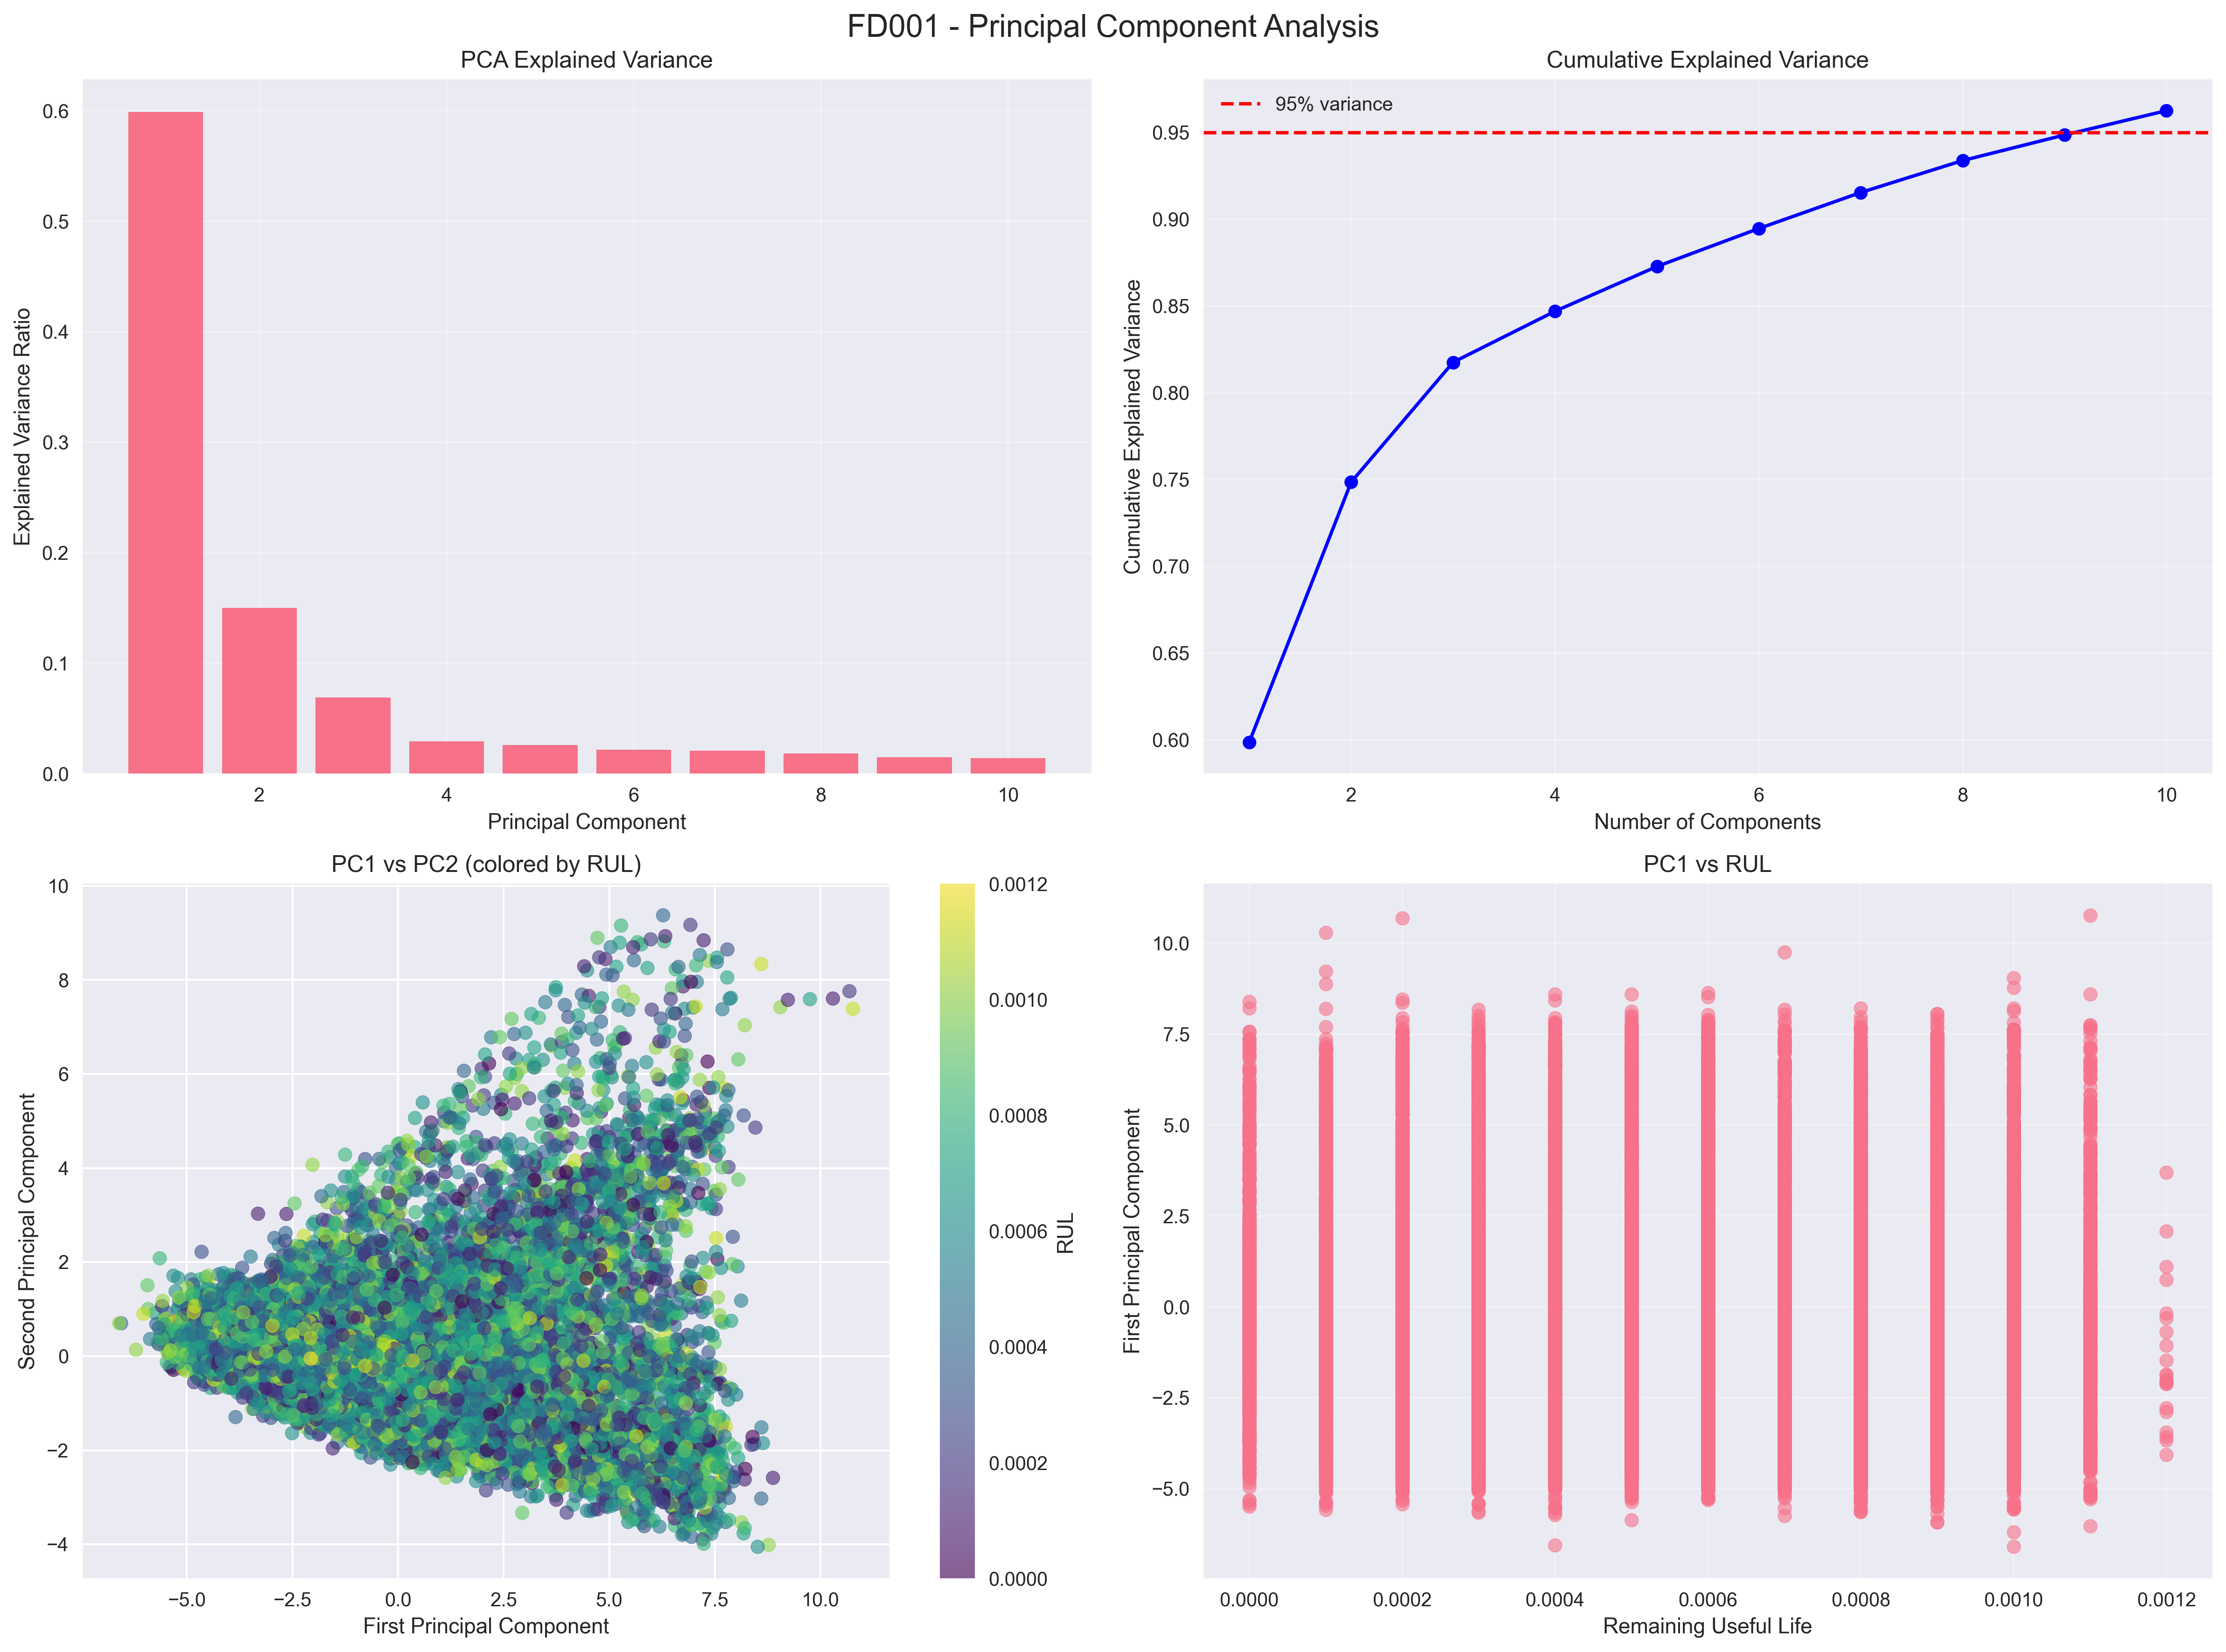 FD001 - Principal Component Analysis
PCA Explained Variance
Explained Variance Ratio
0.6
0.5
0.4
0.3
0.2
0.1
0.0
2 4 6 8 10
Principal Component
Cumulative Explained Variance
95% variance
Cumulative Explained Variance
0.95
0.90
0.85
0.80
0.75
0.70
0.65
0.60
2 4 6 8 10
Number of Components
PC1 vs PC2 (colored by RUL)
Second Principal Component
10
8
6
4
2
0
−2
−4
−5.0 −2.5 0.0 2.5 5.0 7.5 10.0
First Principal Component
0.0012
0.0010
0.0008
0.0006
0.0004
0.0002
0.0000
RUL
PC1 vs RUL
First Principal Component
10.0
7.5
5.0
2.5
0.0
−2.5
−5.0
0.0000 0.0002 0.0004 0.0006 0.0008 0.0010 0.0012
Remaining Useful Life